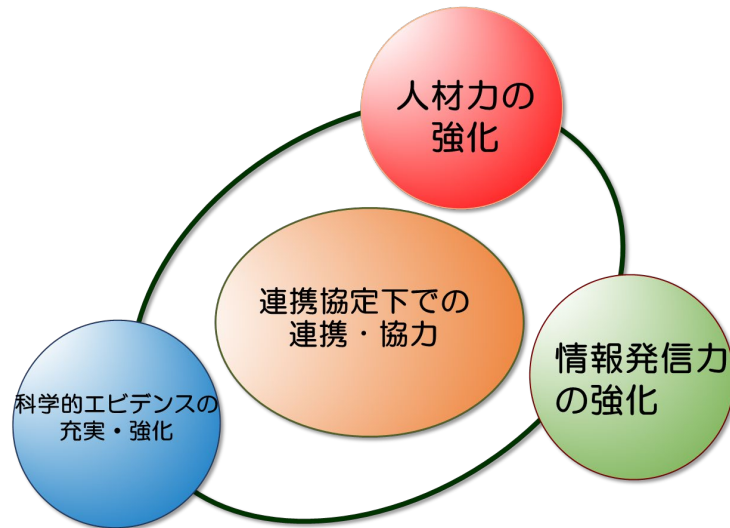 人材力の
強化
連携協定下での
連携・協力
情報発信力
の強化
科学的エビデンスの
充実・強化